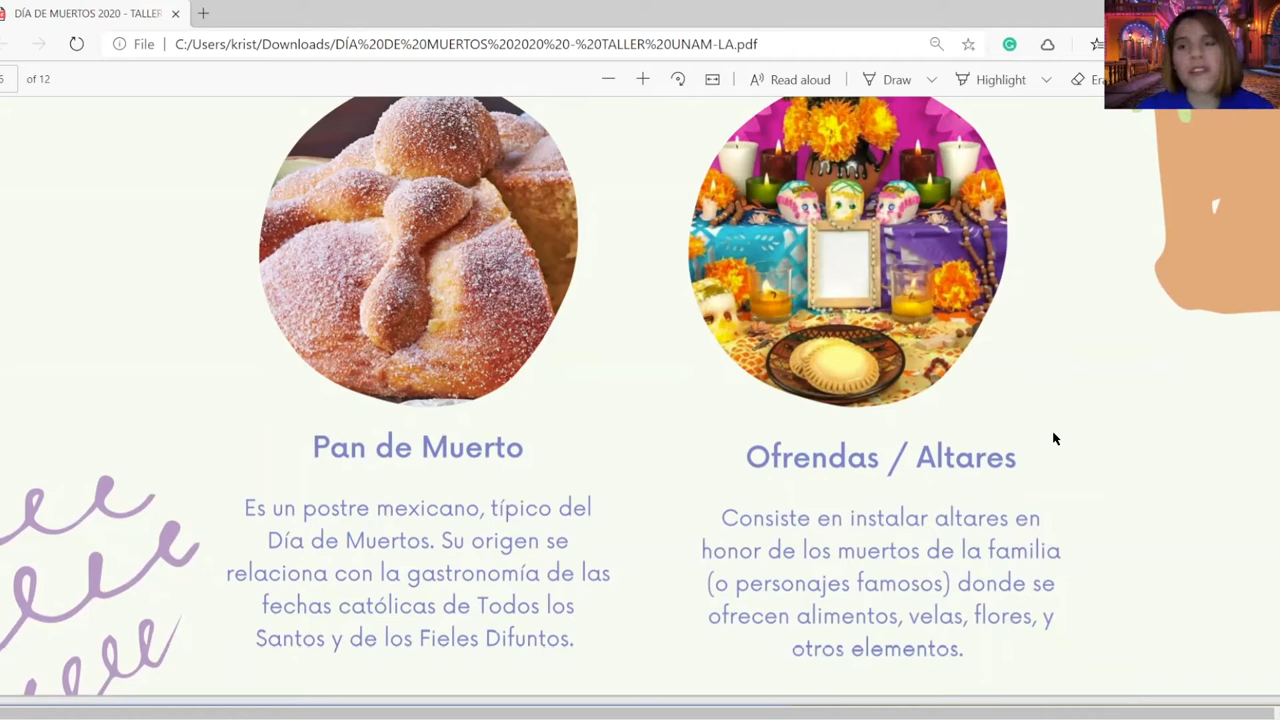 DÍA DE MUERTOS 2020 - TALLER
File
C:/Users/krist/Downloads/DÍA%20DE%20MUERTOS%202020%20-%20TALLER%20UNAM-LA.pdf
of 12
Read aloud
Draw
Highlight
Pan de Muerto
Es un postre mexicano, típico del
Día de Muertos. Su origen se
relaciona con la gastronomía de las
fechas católicas de Todos los
Santos y de los Fieles Difuntos.
Ofrendas / Altares
Consiste en instalar altares en
honor de los muertos de la familia
(o personajes famosos) donde se
ofrecen alimentos, velas, flores, y
otros elementos.